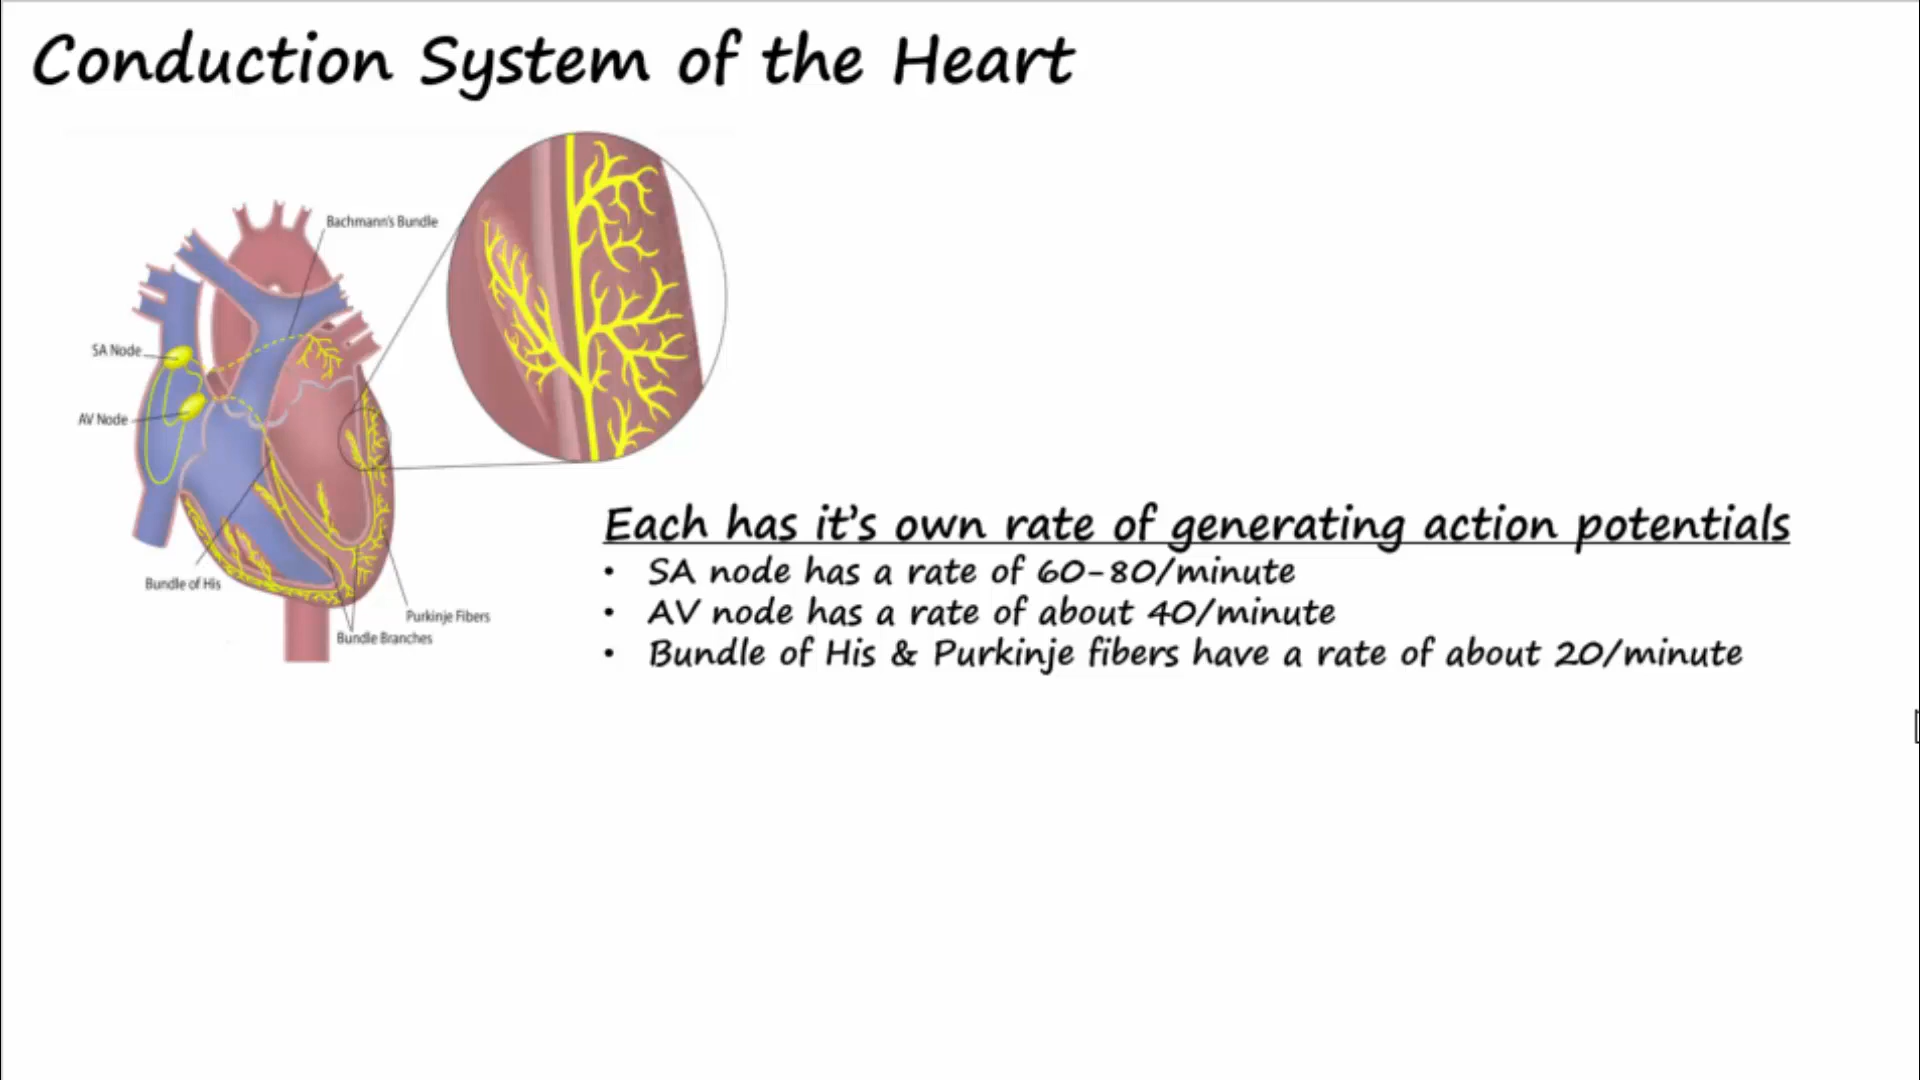 Conduction System of the Heart
Bachmann's Bundle
SA Node
AV Node
Each has it's own rate of generating action potentials
• SA node has a rate of 60-80/minute
• AV node has a rate of about 40/minute
• Bundle of His & Purkinje fibers have a rate of about 20/minute
Bundle of His
Purkinje Fibers
Bundle Branches